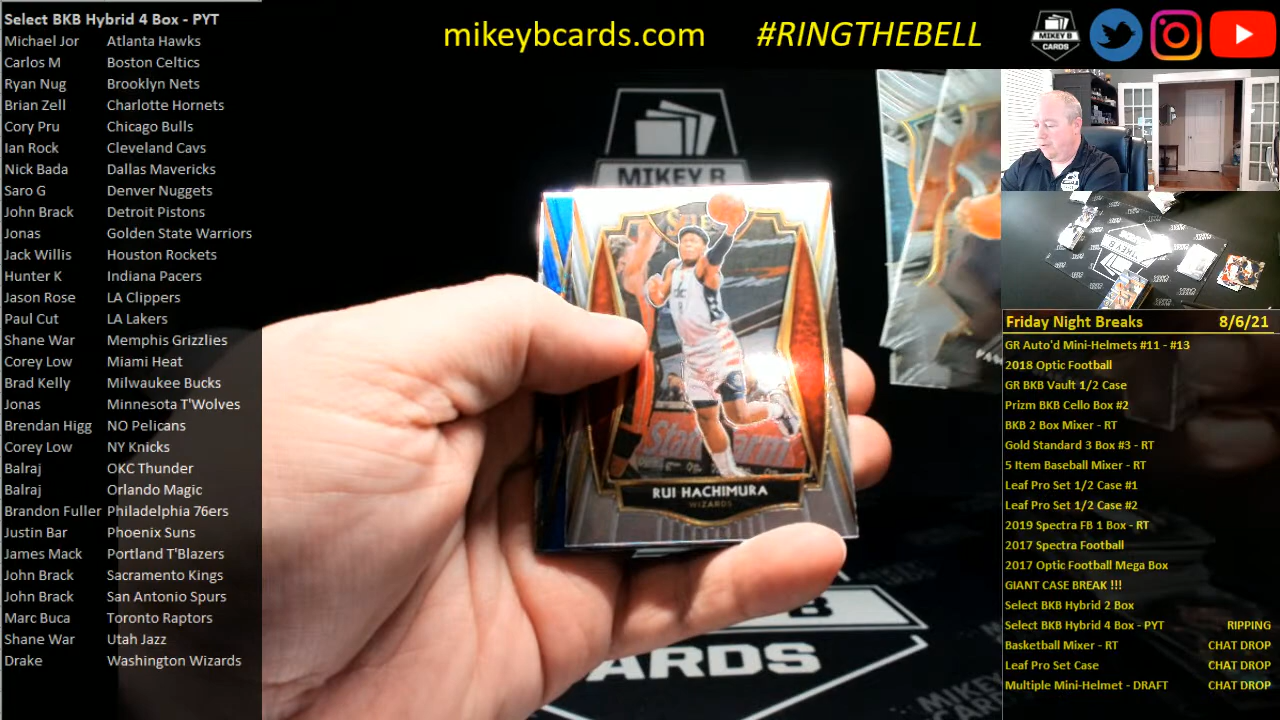 Select BKB Hybrid 4 Box - PYT
Michael Jor Atlanta Hawks
Carlos M Boston Celtics
Ryan Nug Brooklyn Nets
Brian Zell Charlotte Hornets
Cory Pru Chicago Bulls
Ian Rock Cleveland Cavs
Nick Bada Dallas Mavericks
Saro G Denver Nuggets
John Brack Detroit Pistons
Jonas Golden State Warriors
Jack Willis Houston Rockets
Hunter K Indiana Pacers
Jason Rose LA Clippers
Paul Cut LA Lakers
Shane War Memphis Grizzlies
Corey Low Miami Heat
Brad Kelly Milwaukee Bucks
Jonas Minnesota T'Wolves
Brendan Higg NO Pelicans
Corey Low NY Knicks
Balraj OKC Thunder
Balraj Orlando Magic
Brandon Fuller Philadelphia 76ers
Justin Bar Phoenix Suns
James Mack Portland T'Blazers
John Brack Sacramento Kings
John Brack San Antonio Spurs
Marc Buca Toronto Raptors
Shane War Utah Jazz
Drake Washington Wizards
mikeybcards.com #RINGTHEBELL
MIKEY B
CARDS
MIKEY B
RUI HACHIMURA
WIZARDS
CARDS
Friday Night Breaks 8/6/21
GR Auto'd Mini-Helmets #11 - #13
2018 Optic Football
GR BKB Vault 1/2 Case
Prizm BKB Cello Box #2
BKB 2 Box Mixer - RT
Gold Standard 3 Box #3 - RT
5 Item Baseball Mixer - RT
Leaf Pro Set 1/2 Case #1
Leaf Pro Set 1/2 Case #2
2019 Spectra FB 1 Box - RT
2017 Spectra Football
2017 Optic Football Mega Box
GIANT CASE BREAK !!!
Select BKB Hybrid 2 Box
Select BKB Hybrid 4 Box - PYT RIPPING
Basketball Mixer - RT CHAT DROP
Leaf Pro Set Case CHAT DROP
Multiple Mini-Helmet - DRAFT CHAT DROP